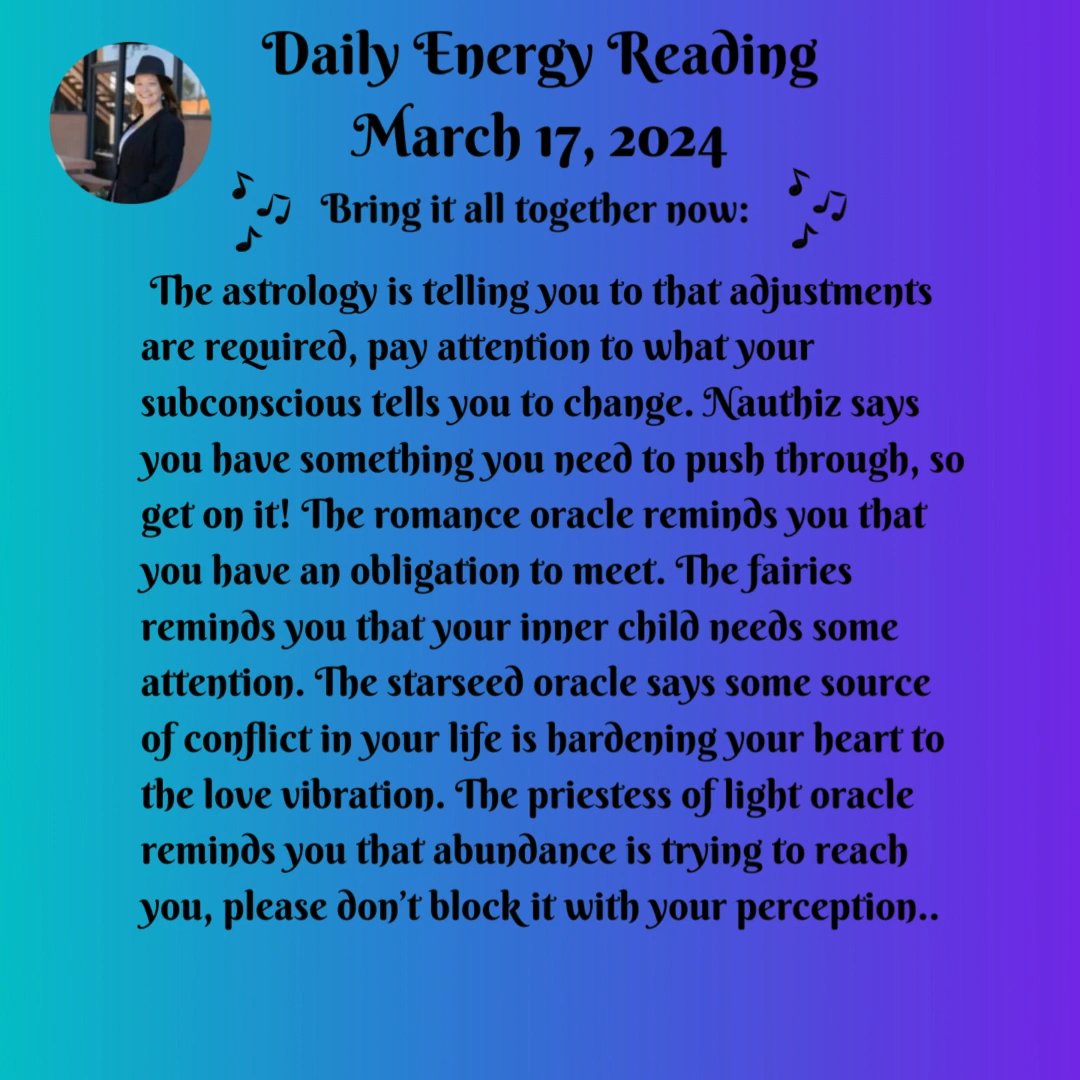 Daily Energy Reading
March 17, 2024
Bring it all together now:
The astrology is telling you to that adjustments
are required, pay attention to what your
subconscious tells you to change. Nauthiz says
you have something you need to push through, so
get on it! The romance oracle reminds you that
you have an obligation to meet. The fairies
reminds you that your inner child needs some
attention. The starseed oracle says some source
of conflict in your life is hardening your heart to
the love vibration. The priestess of light oracle
reminds you that abundance is trying to reach
you, please don't block it with your perception..